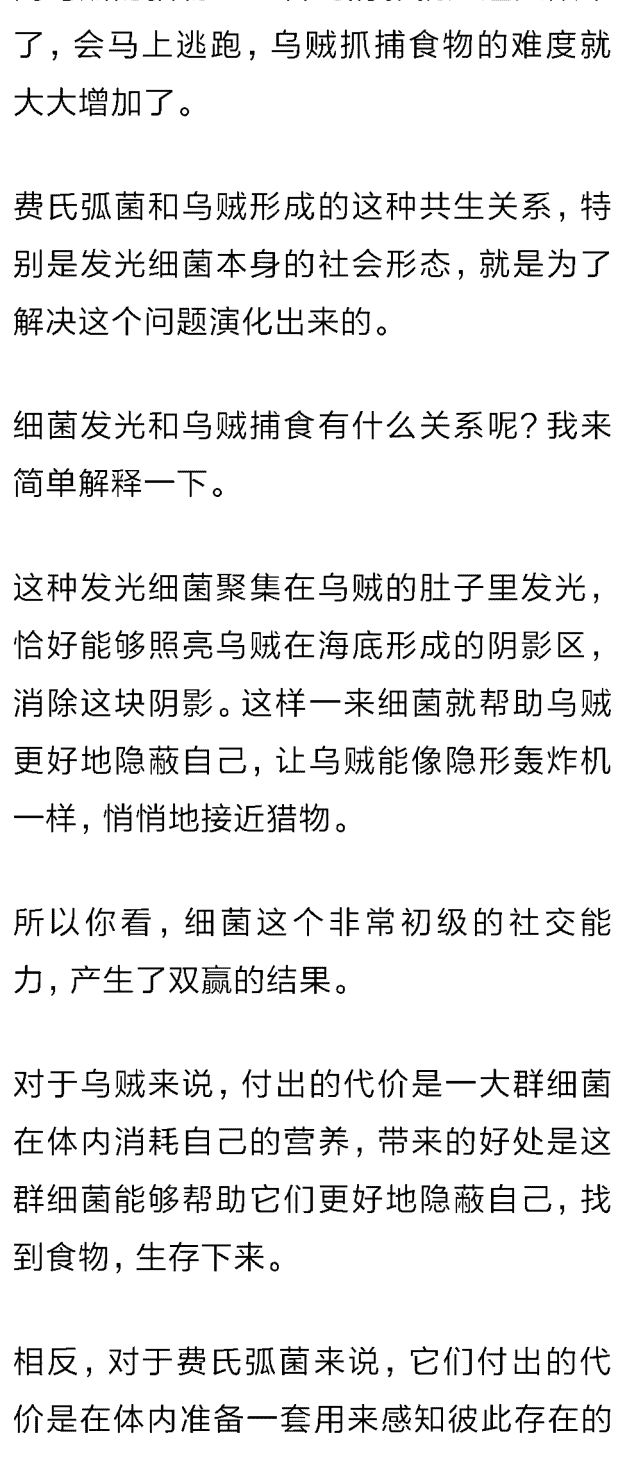 了，会马上逃跑，乌贼抓捕食物的难度就
大大增加了。
费氏弧菌和乌贼形成的这种共生关系，特
别是发光细菌本身的社会形态，就是为了
解决这个问题演化出来的。
细菌发光和乌贼捕食有什么关系呢？我来
简单解释一下。
这种发光细菌聚集在乌贼的肚子里发光，
恰好能够照亮乌贼在海底形成的阴影区，
消除这块阴影。这样一来细菌就帮助乌贼
更好地隐蔽自己，让乌贼能像隐形轰炸机
一样，悄悄地接近猎物。
所以你看，细菌这个非常初级的社交能
力，产生了双赢的结果。
对于乌贼来说，付出的代价是一大群细菌
在体内消耗自己的营养，带来的好处是这
群细菌能够帮助它们更好地隐蔽自己，找
到食物，生存下来。
相反，对于费氏弧菌来说，它们付出的代
价是在体内准备一套用来感知彼此存在的